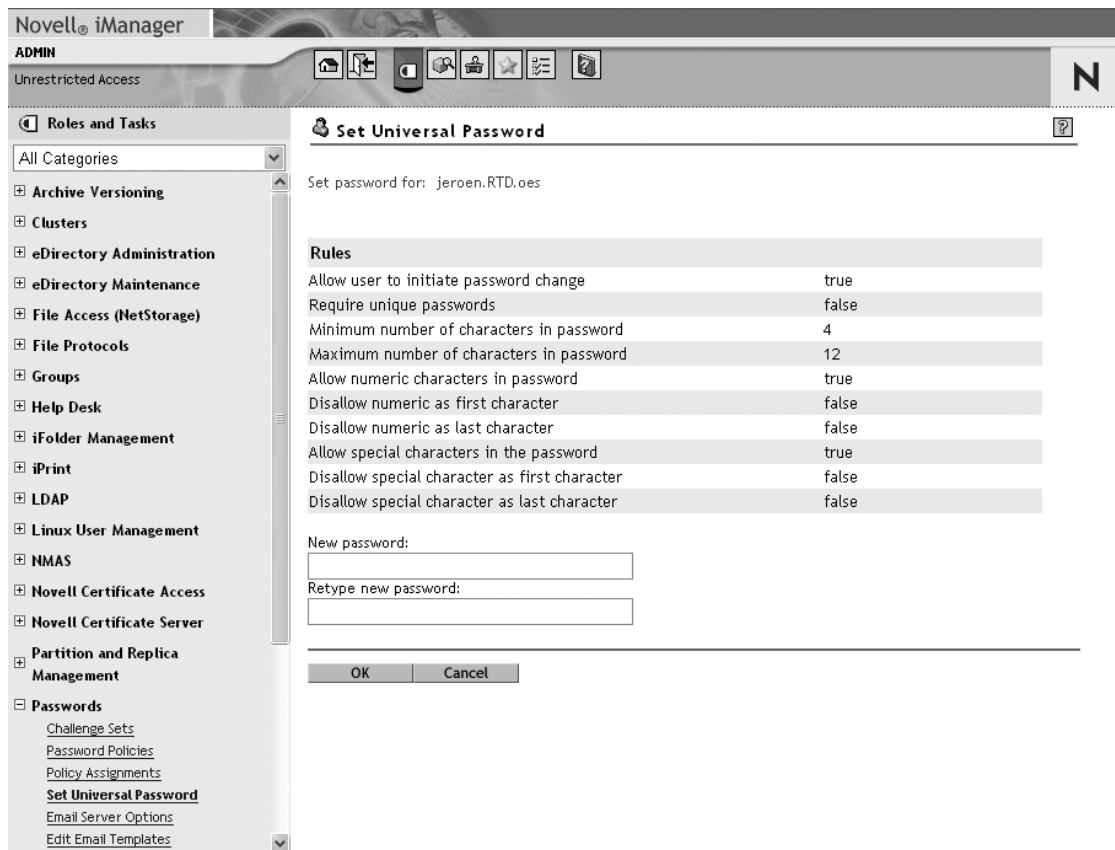 Novell® iManager
ADMIN
Unrestricted Access
N
Roles and Tasks
All Categories
Archive Versioning
Clusters
eDirectory Administration
eDirectory Maintenance
File Access (NetStorage)
File Protocols
Groups
Help Desk
iFolder Management
iPrint
LDAP
Linux User Management
NMAS
Novell Certificate Access
Novell Certificate Server
Partition and Replica
Management
Passwords
Challenge Sets
Password Policies
Policy Assignments
Set Universal Password
Email Server Options
Edit Email Templates
Set Universal Password
?
Set password for: jeroen.RTD.oes
Rules
Allow user to initiate password change true
Require unique passwords false
Minimum number of characters in password 4
Maximum number of characters in password 12
Allow numeric characters in password true
Disallow numeric as first character false
Disallow numeric as last character false
Allow special characters in the password true
Disallow special character as first character false
Disallow special character as last character false
New password:
Retype new password:
OK Cancel